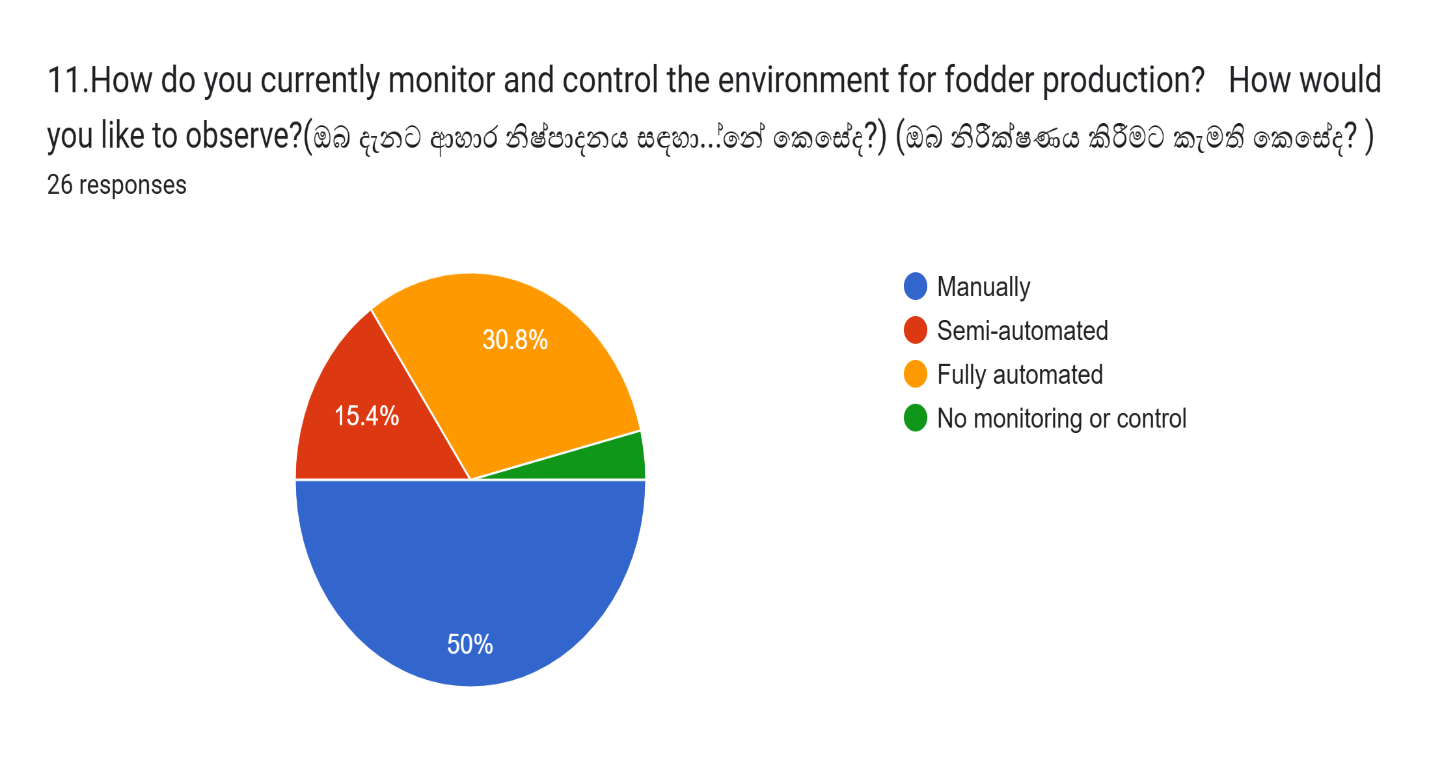 11.How do you currently monitor and control the environment for fodder production?   How would
you like to observe?(ඔබ දැනට ආහාර නිෂ්පාදනය සඳහා...්නේ කෙසේද?) (ඔබ නිරීක්ෂණය කිරීමට කැමති කෙසේද? )
26 responses
Manually
Semi-automated
Fully automated
No monitoring or control
30.8%
15.4%
50%